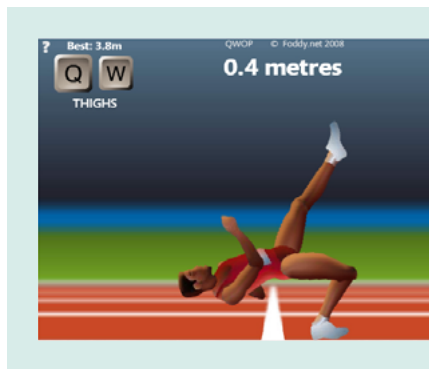 ? Best: 3.8m
QWOP © Foddy.net 2008
0.4 metres
Q W
THIGHS